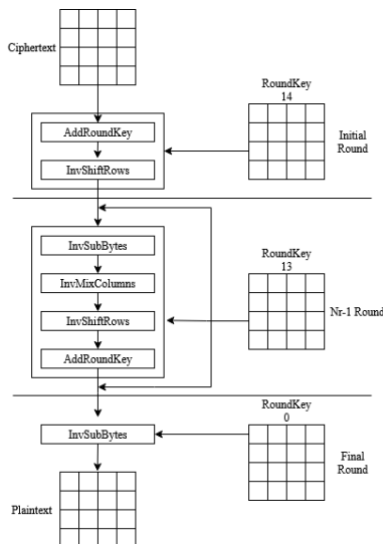 Ciphertext
RoundKey
14
AddRoundKey
InvShiftRows
Initial
Round
InvSubBytes
InvMixColumns
InvShiftRows
AddRoundKey
RoundKey
13
Nr-1 Round
RoundKey
0
InvSubBytes
Final
Round
Plaintext